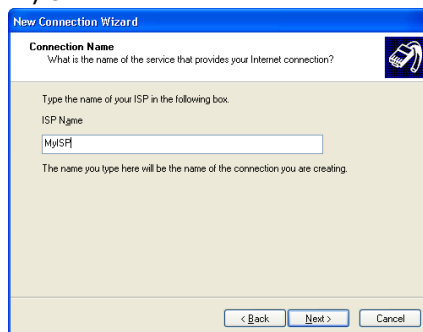 New Connection Wizard
Connection Name
What is the name of the service that provides your Internet connection?
Type the name of your ISP in the following box.
ISP Name
MyISP
The name you type here will be the name of the connection you are creating.
< Back
Next >
Cancel